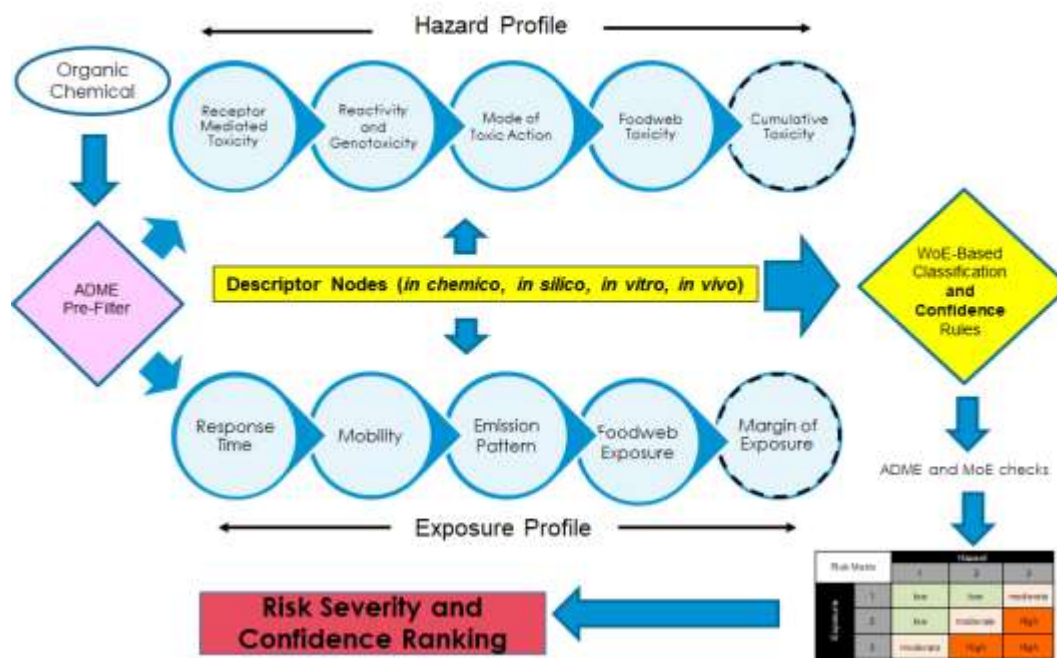 Hazard Profile
Organic
Chemical
Receptor
Mediated
Toxicity
Reactivity
and
Genotoxicity
Mode of
Toxic Action
Foodweb
Toxicity
Cumulative
Toxicity
ADME
Pre-Filter
Descriptor Nodes (in chemico, in silico, in vitro, in vivo)
WoE-Based
Classification
and
Confidence
Rules
Response
Time
Mobility
Emission
Pattern
Foodweb
Exposure
Margin of
Exposure
ADME and MoE checks
Exposure Profile
Risk Matrix
Hazard
1 2 3
Exposure
1 low low moderate
2 low moderate High
3 moderate High High
Risk Severity and
Confidence Ranking